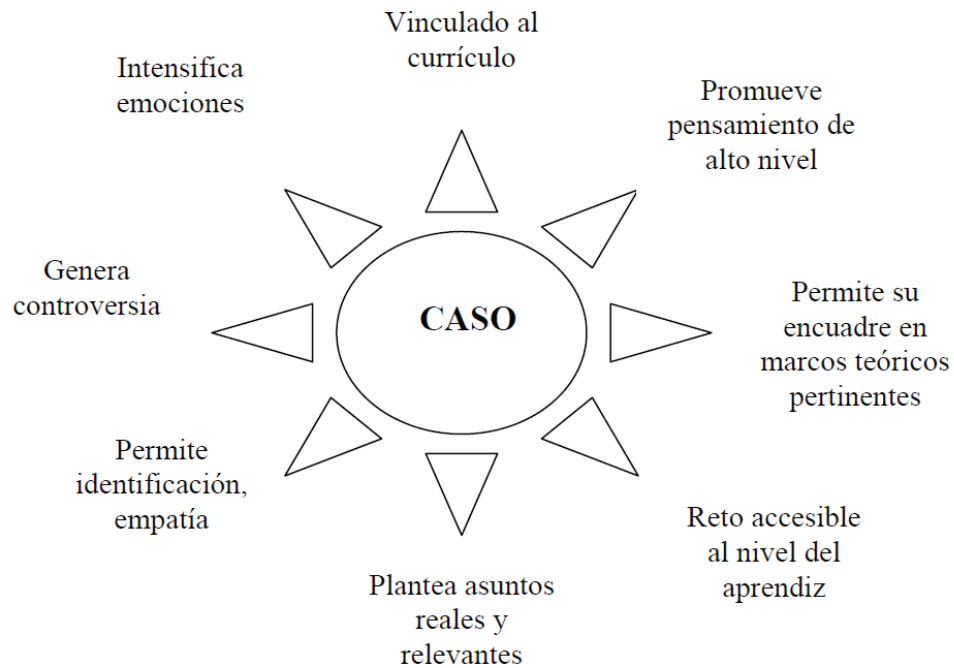 Vinculado al
currículo
Promueve
pensamiento de
alto nivel
Permite su
encuadre en
marcos teóricos
pertinentes
Reto accesible
al nivel del
aprendiz
Plantea asuntos
reales y
relevantes
Permite
identificación,
empatía
Genera
controversia
Intensifica
emociones
CASO